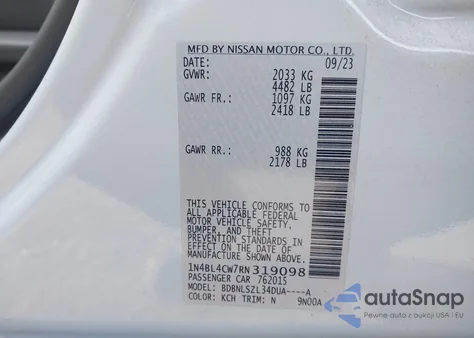 MFD BY NISSAN MOTOR CO., LTD.
DATE: 09/23
GVWR: 2033 KG
4482 LB
GAWR FR.: 1097 KG
2418 LB
GAWR RR.: 988 KG
2178 LB
THIS VEHICLE CONFORMS TO
ALL APPLICABLE FEDERAL
MOTOR VEHICLE SAFETY,
BUMPER, AND THEFT
PREVENTION STANDARDS IN
EFFECT ON THE DATE OF
MANUFACTURE SHOWN ABOVE.
1N4BL4CW7RN319098
PASSENGER CAR 762015
MODEL: BDBNLSZL34DUA----A
COLOR: KCH TRIM: N 9N00A
autoSnap
Pewne auta z aukcji USA i EU